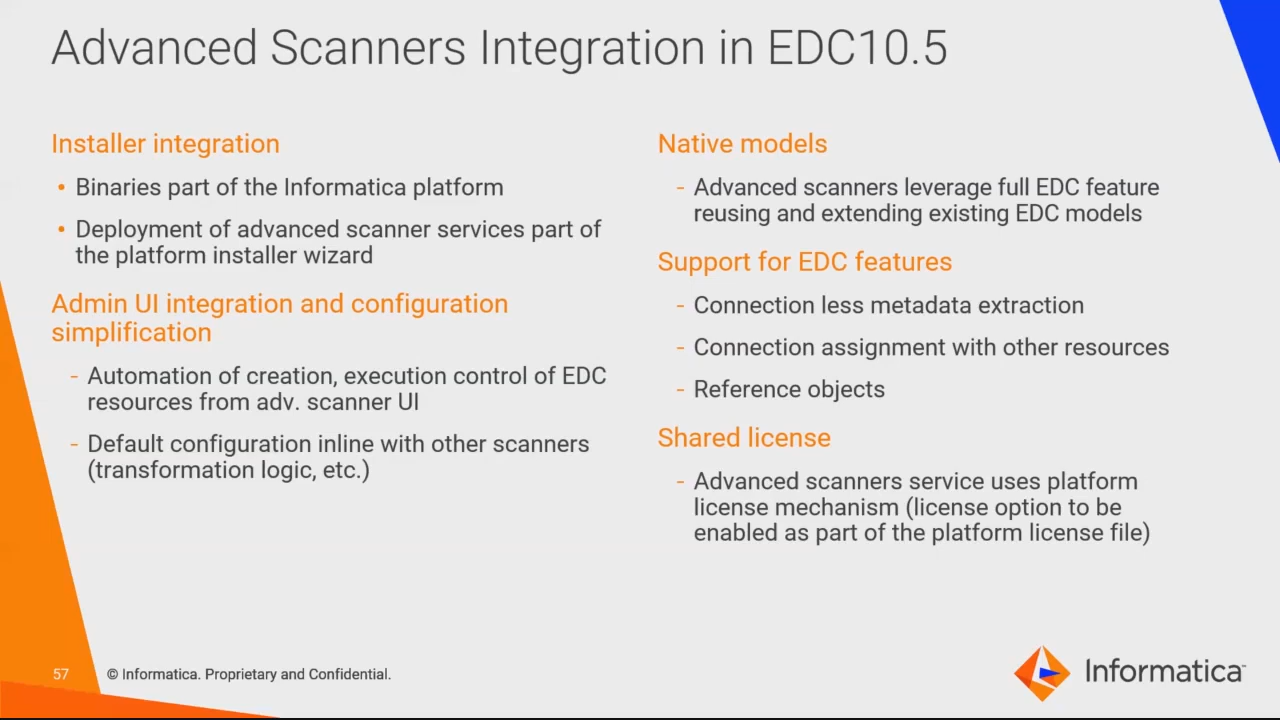 Advanced Scanners Integration in EDC10.5
Installer integration
• Binaries part of the Informatica platform
• Deployment of advanced scanner services part of
the platform installer wizard
Admin UI integration and configuration
simplification
- Automation of creation, execution control of EDC
resources from adv. scanner UI
- Default configuration inline with other scanners
(transformation logic, etc.)
Native models
- Advanced scanners leverage full EDC feature
reusing and extending existing EDC models
Support for EDC features
- Connection less metadata extraction
- Connection assignment with other resources
- Reference objects
Shared license
- Advanced scanners service uses platform
license mechanism (license option to be
enabled as part of the platform license file)
57
© Informatica. Proprietary and Confidential.
Informatica™